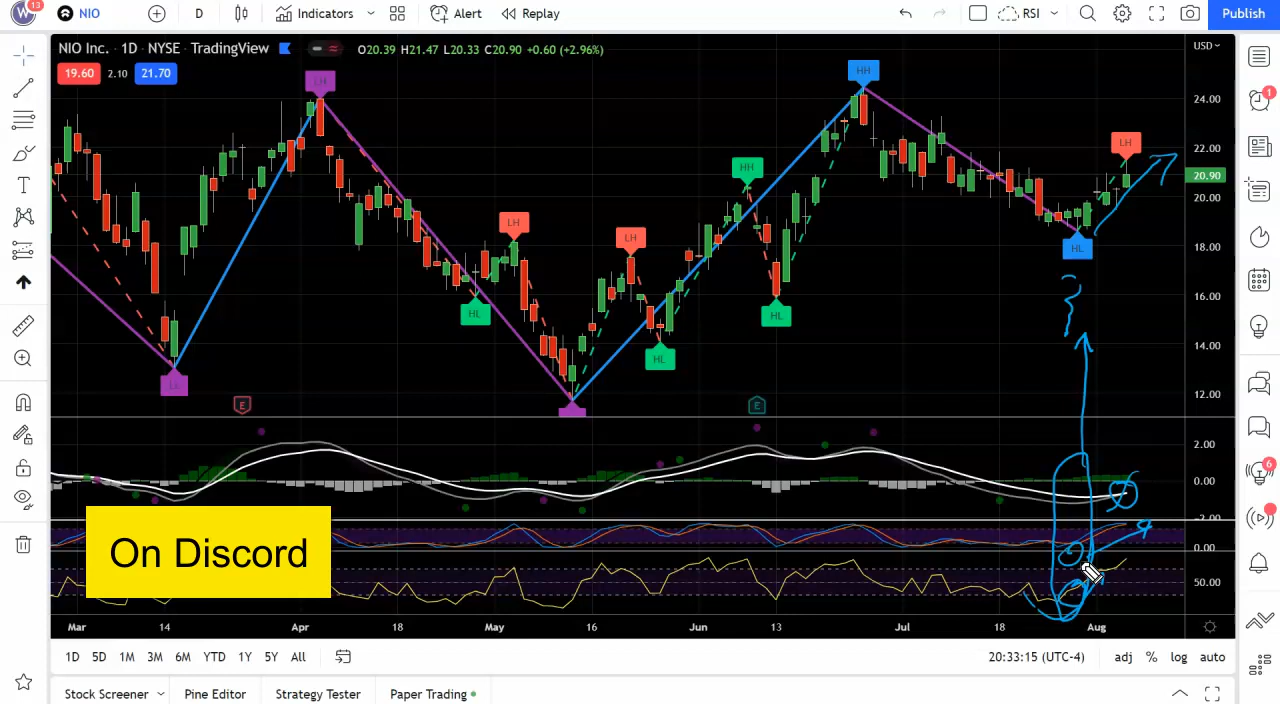 W 13 NIO D Indicators Alert Replay RSI Publish
NIO Inc. · 1D · NYSE · TradingView O20.39 H21.47 L20.33 C20.90 +0.60 (+2.96%) USD
19.60 2.10 21.70
HH
LH
24.00
LH
22.00
HH
20.90
20.00
LH
LH
18.00
HL
16.00
HL
HL
14.00
HL
LL
12.00
E E
2.00
0.00
-2.00
On Discord
0.00
50.00
Mar 14 Apr 18 May 16 Jun 13 Jul 18 Aug
1D 5D 1M 3M 6M YTD 1Y 5Y All 20:33:15 (UTC-4) adj % log auto
Stock Screener Pine Editor Strategy Tester Paper Trading
1
6